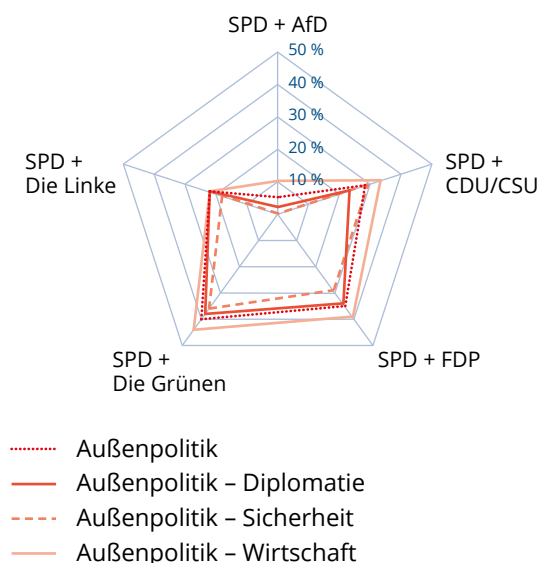 SPD + AfD
50 %
40 %
30 %
20 %
10 %
SPD +
Die Linke
SPD +
CDU/CSU
SPD +
Die Grünen
SPD + FDP
Außenpolitik
Außenpolitik – Diplomatie
Außenpolitik – Sicherheit
Außenpolitik – Wirtschaft